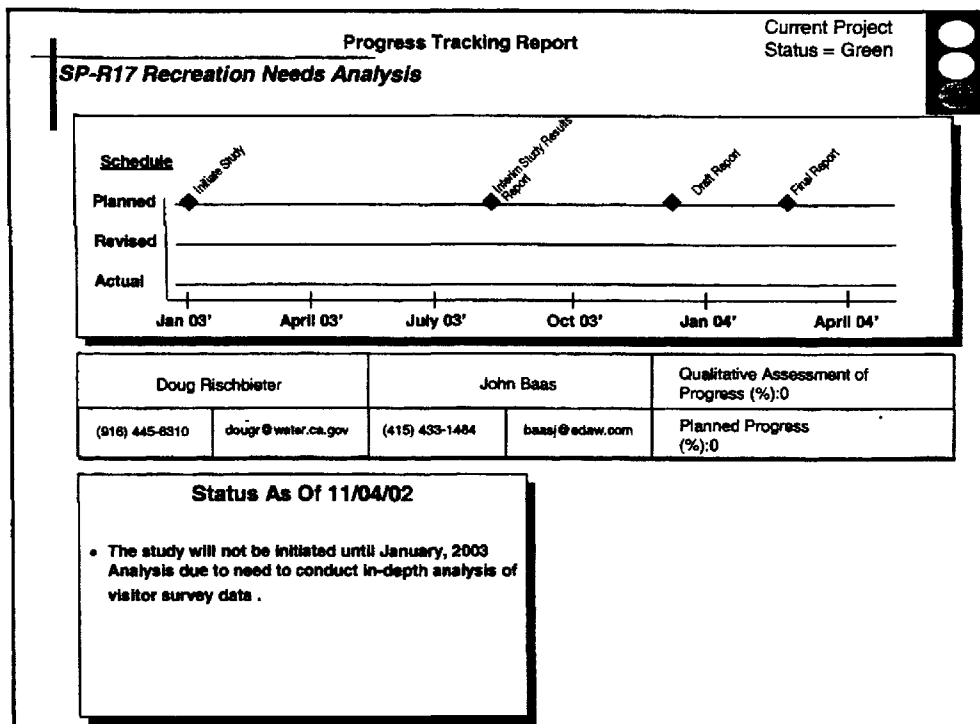 Progress Tracking Report
Current Project
Status = Green
SP-R17 Recreation Needs Analysis
Schedule
Initiate Study
Interim Study Results
Report
Draft Report
Final Report
Planned
Revised
Actual
Jan 03'
April 03'
July 03'
Oct 03'
Jan 04'
April 04'
Doug Rischbieter
John Baas
Qualitative Assessment of
Progress (%):0
(916) 445-6310
dougr@water.ca.gov
(415) 433-1484
baasj@edaw.com
Planned Progress
(%):0
Status As Of 11/04/02
• The study will not be initiated until January, 2003
Analysis due to need to conduct in-depth analysis of
visitor survey data .